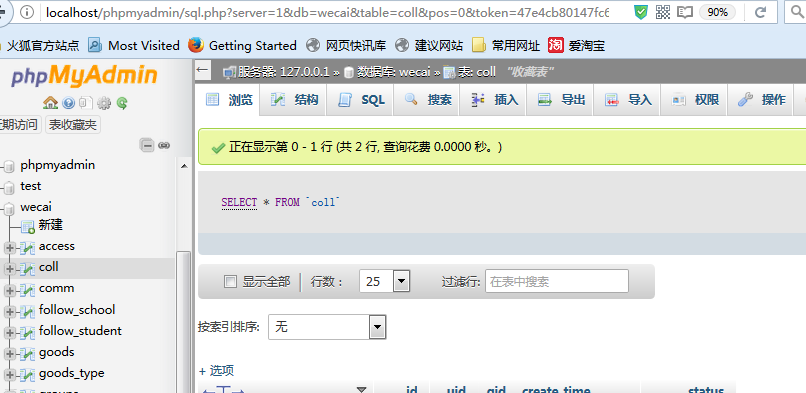 localhost/phpmyadmin/sql.php?server=1&db=wecai&table=coll&pos=0&token=47e4cb80147fc6
90%
火狐官方站点 Most Visited Getting Started 网页快讯库 建议网站 常用网址 淘 爱淘宝
phpMyAdmin
近期访问 表收藏夹
phpmyadmin
test
wecai
新建
access
coll
comm
follow_school
follow_student
goods
goods_type
服务器: 127.0.0.1 » 数据库: wecai » 表: coll "收藏表"
浏览 结构 SQL 搜索 插入 导出 导入 权限 操作
正在显示第 0 - 1 行 (共 2 行, 查询花费 0.0000 秒。)
SELECT * FROM `coll`
显示全部 行数： 25 过滤行: 在表中搜索
按索引排序: 无
+ 选项
←T→ id uid gid create_time status